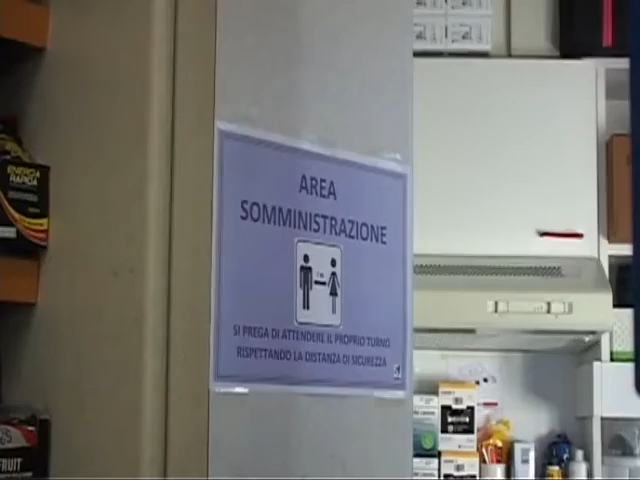 AREA
SOMMINISTRAZIONE
SI PREGA DI ATTENDERE IL PROPRIO TURNO
RISPETTANDO LA DISTANZA DI SICUREZZA
ENERGIA
RAPIDA
FRUIT